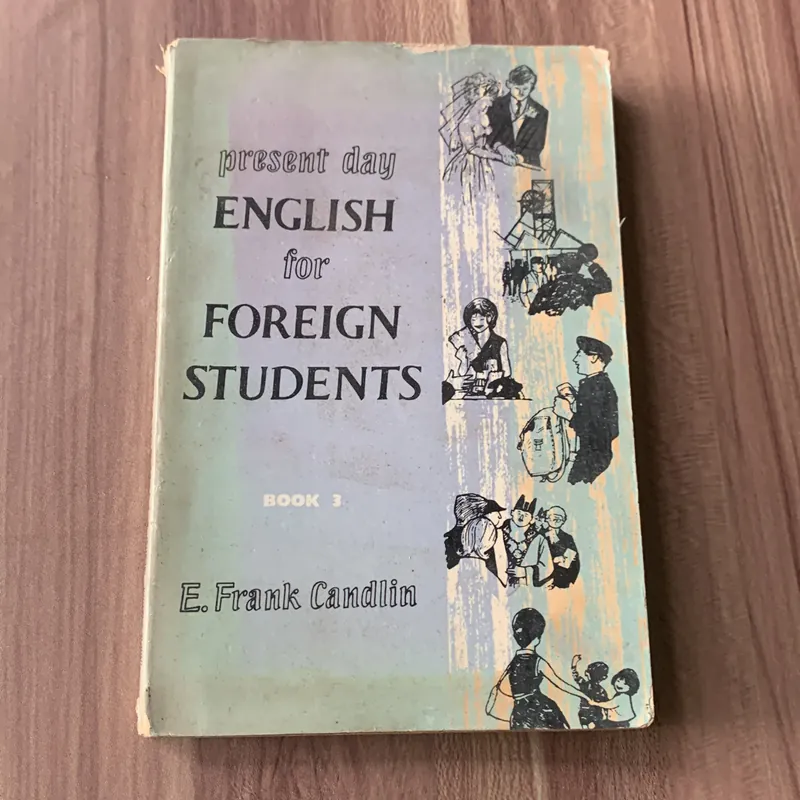 present day
ENGLISH
for
FOREIGN
STUDENTS
BOOK 3
E. Frank Candlin